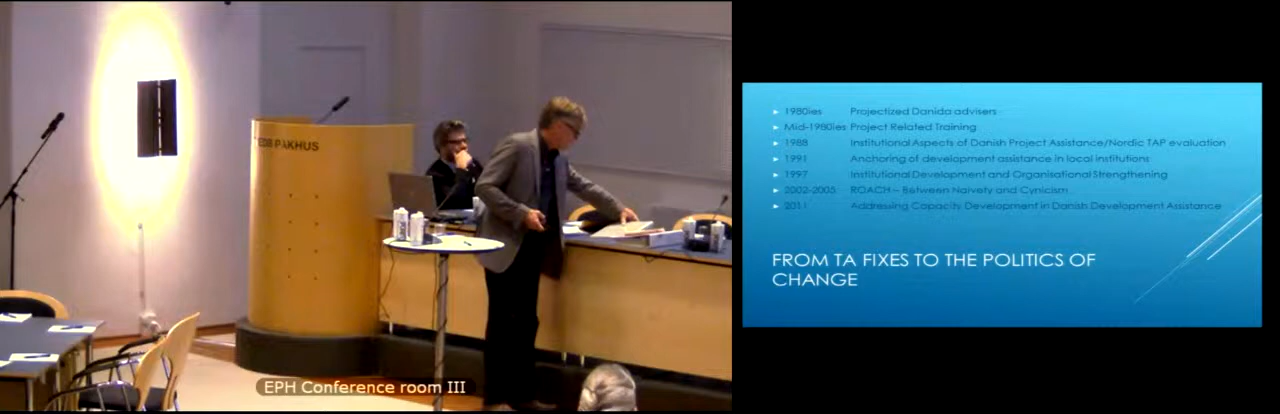 EDB PAKHUS
EPH Conference room III
► 1980ies Projectized Danida advisers
► Mid-1980ies Project Related Training
► 1988 Institutional Aspects of Danish Project Assistance/Nordic TAP evaluation
► 1991 Anchoring of development assistance in local institutions
► 1997 Institutional Development and Organisational Strengthening
► 2002-2005 ROACH – Between Naivety and Cynicism
► 2011 Addressing Capacity Development in Danish Development Assistance
FROM TA FIXES TO THE POLITICS OF
CHANGE